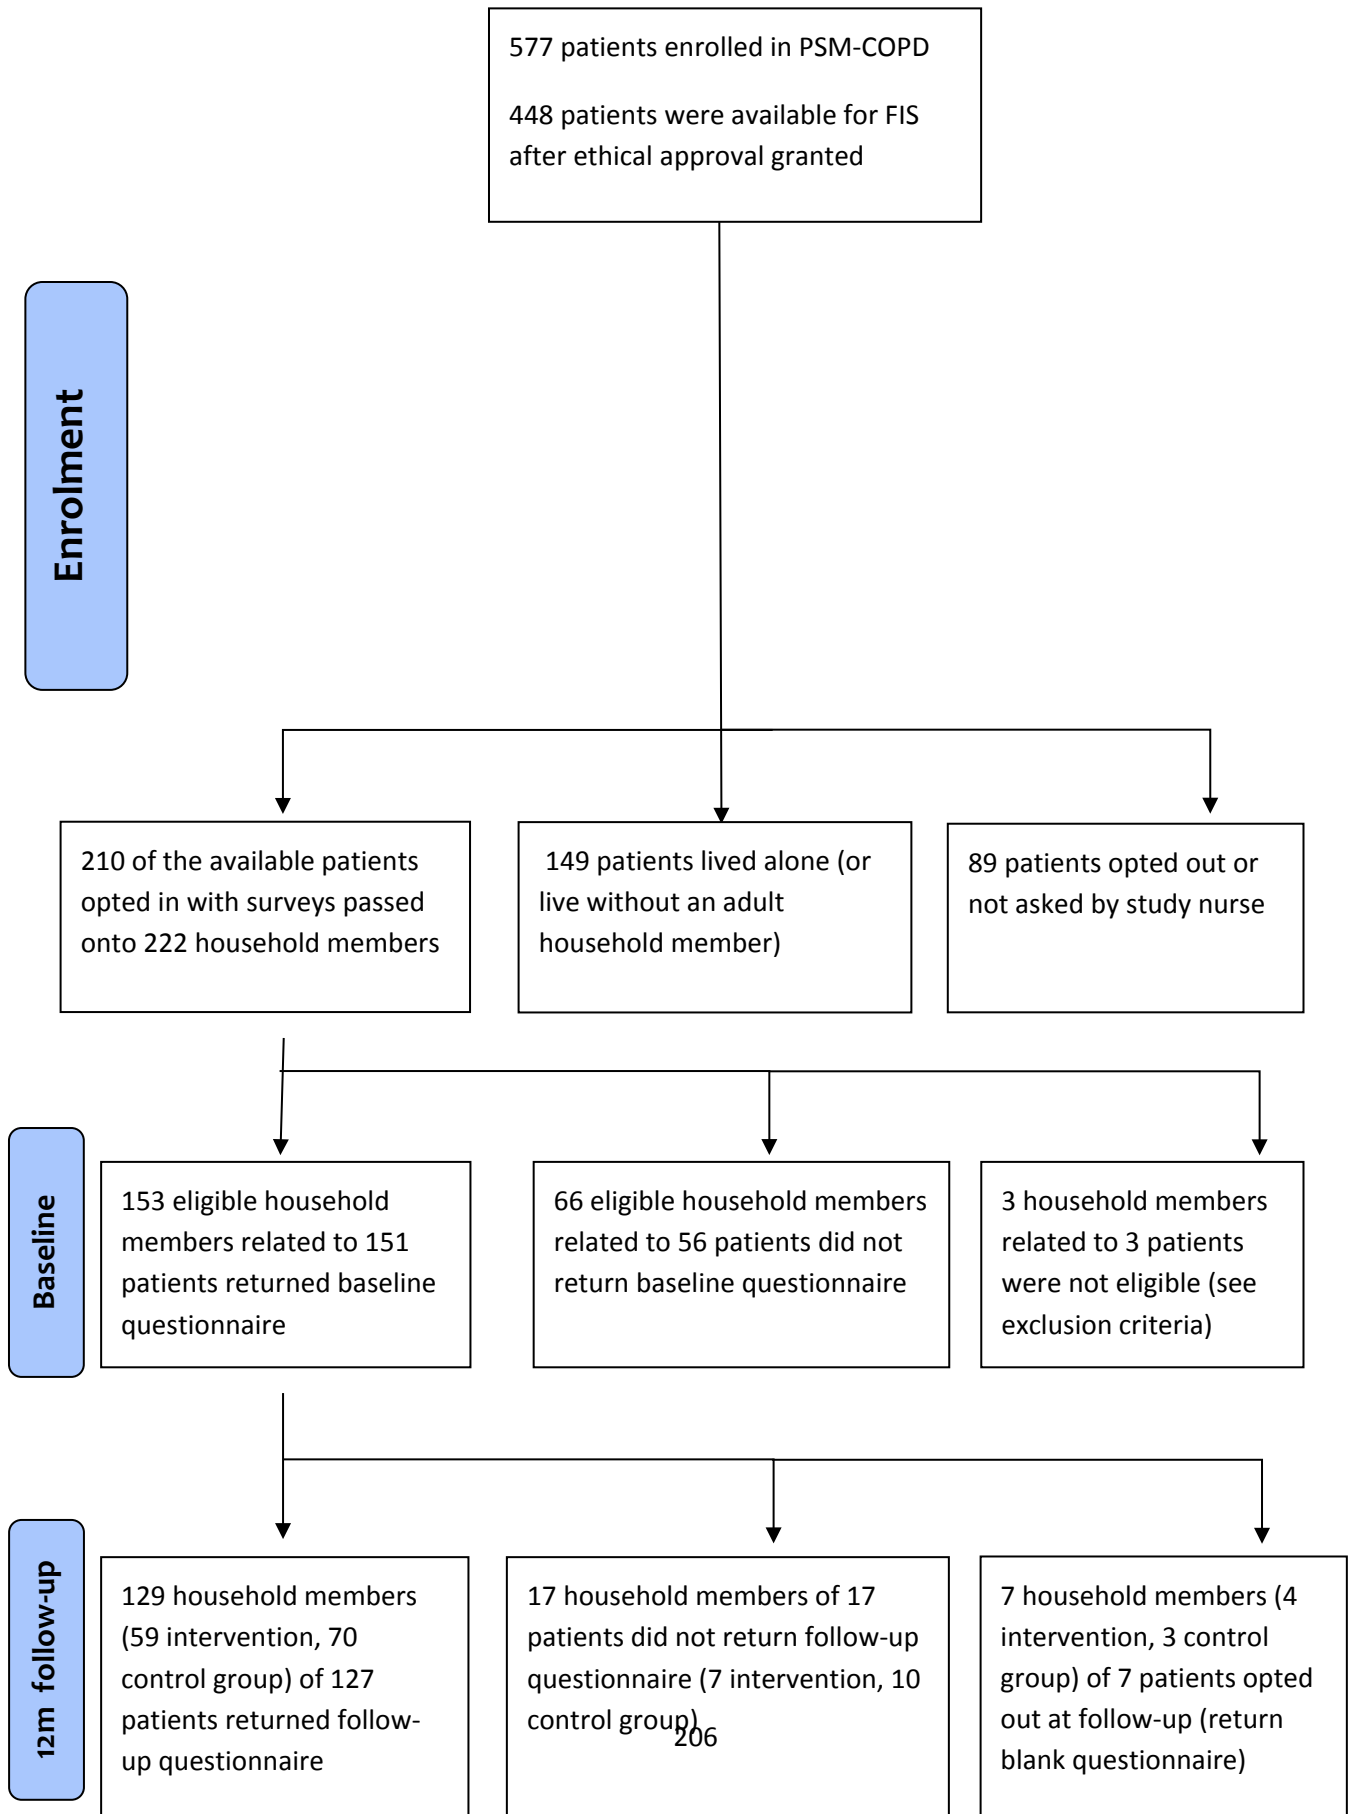 577 patients enrolled in PSM-COPD
448 patients were available for FIS
after ethical approval granted
Enrolment
210 of the available patients
opted in with surveys passed
onto 222 household members
149 patients lived alone (or
live without an adult
household member)
89 patients opted out or
not asked by study nurse
Baseline
153 eligible household
members related to 151
patients returned baseline
questionnaire
66 eligible household members
related to 56 patients did not
return baseline questionnaire
3 household members
related to 3 patients
were not eligible (see
exclusion criteria)
12m follow-up
129 household members
(59 intervention, 70
control group) of 127
patients returned follow-
up questionnaire
17 household members of 17
patients did not return follow-up
questionnaire (7 intervention, 10
control group)
7 household members (4
intervention, 3 control
group) of 7 patients opted
out at follow-up (return
blank questionnaire)
206